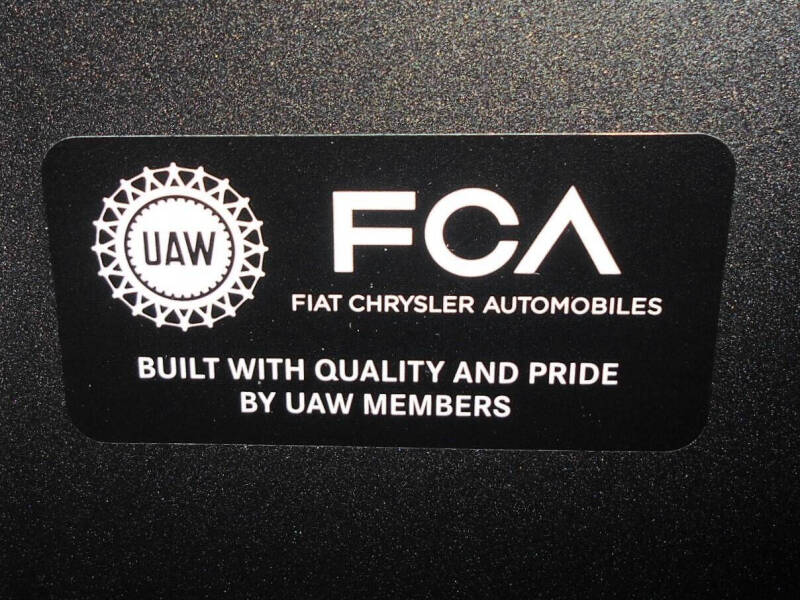 UAW
FCA
FIAT CHRYSLER AUTOMOBILES
BUILT WITH QUALITY AND PRIDE
BY UAW MEMBERS